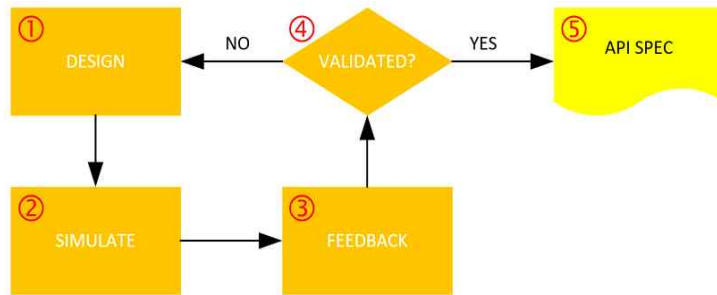 ① DESIGN
NO
④ VALIDATED?
YES
⑤ API SPEC
② SIMULATE
③ FEEDBACK